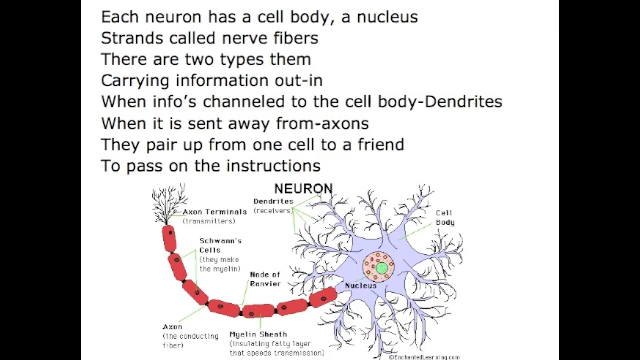 Each neuron has a cell body, a nucleus
Strands called nerve fibers
There are two types them
Carrying information out-in
When info's channeled to the cell body-Dendrites
When it is sent away from-axons
They pair up from one cell to a friend
To pass on the instructions
NEURON
Dendrites
(receivers)
Axon Terminals
(transmitters)
Cell
Body
Schwann's
Cells
(they make
the myelin)
Node of
Ranvier
Nucleus
Axon
(the conducting
fiber)
Myelin Sheath
(insulating fatty layer
that speeds transmission)
©EnchantedLearning.com